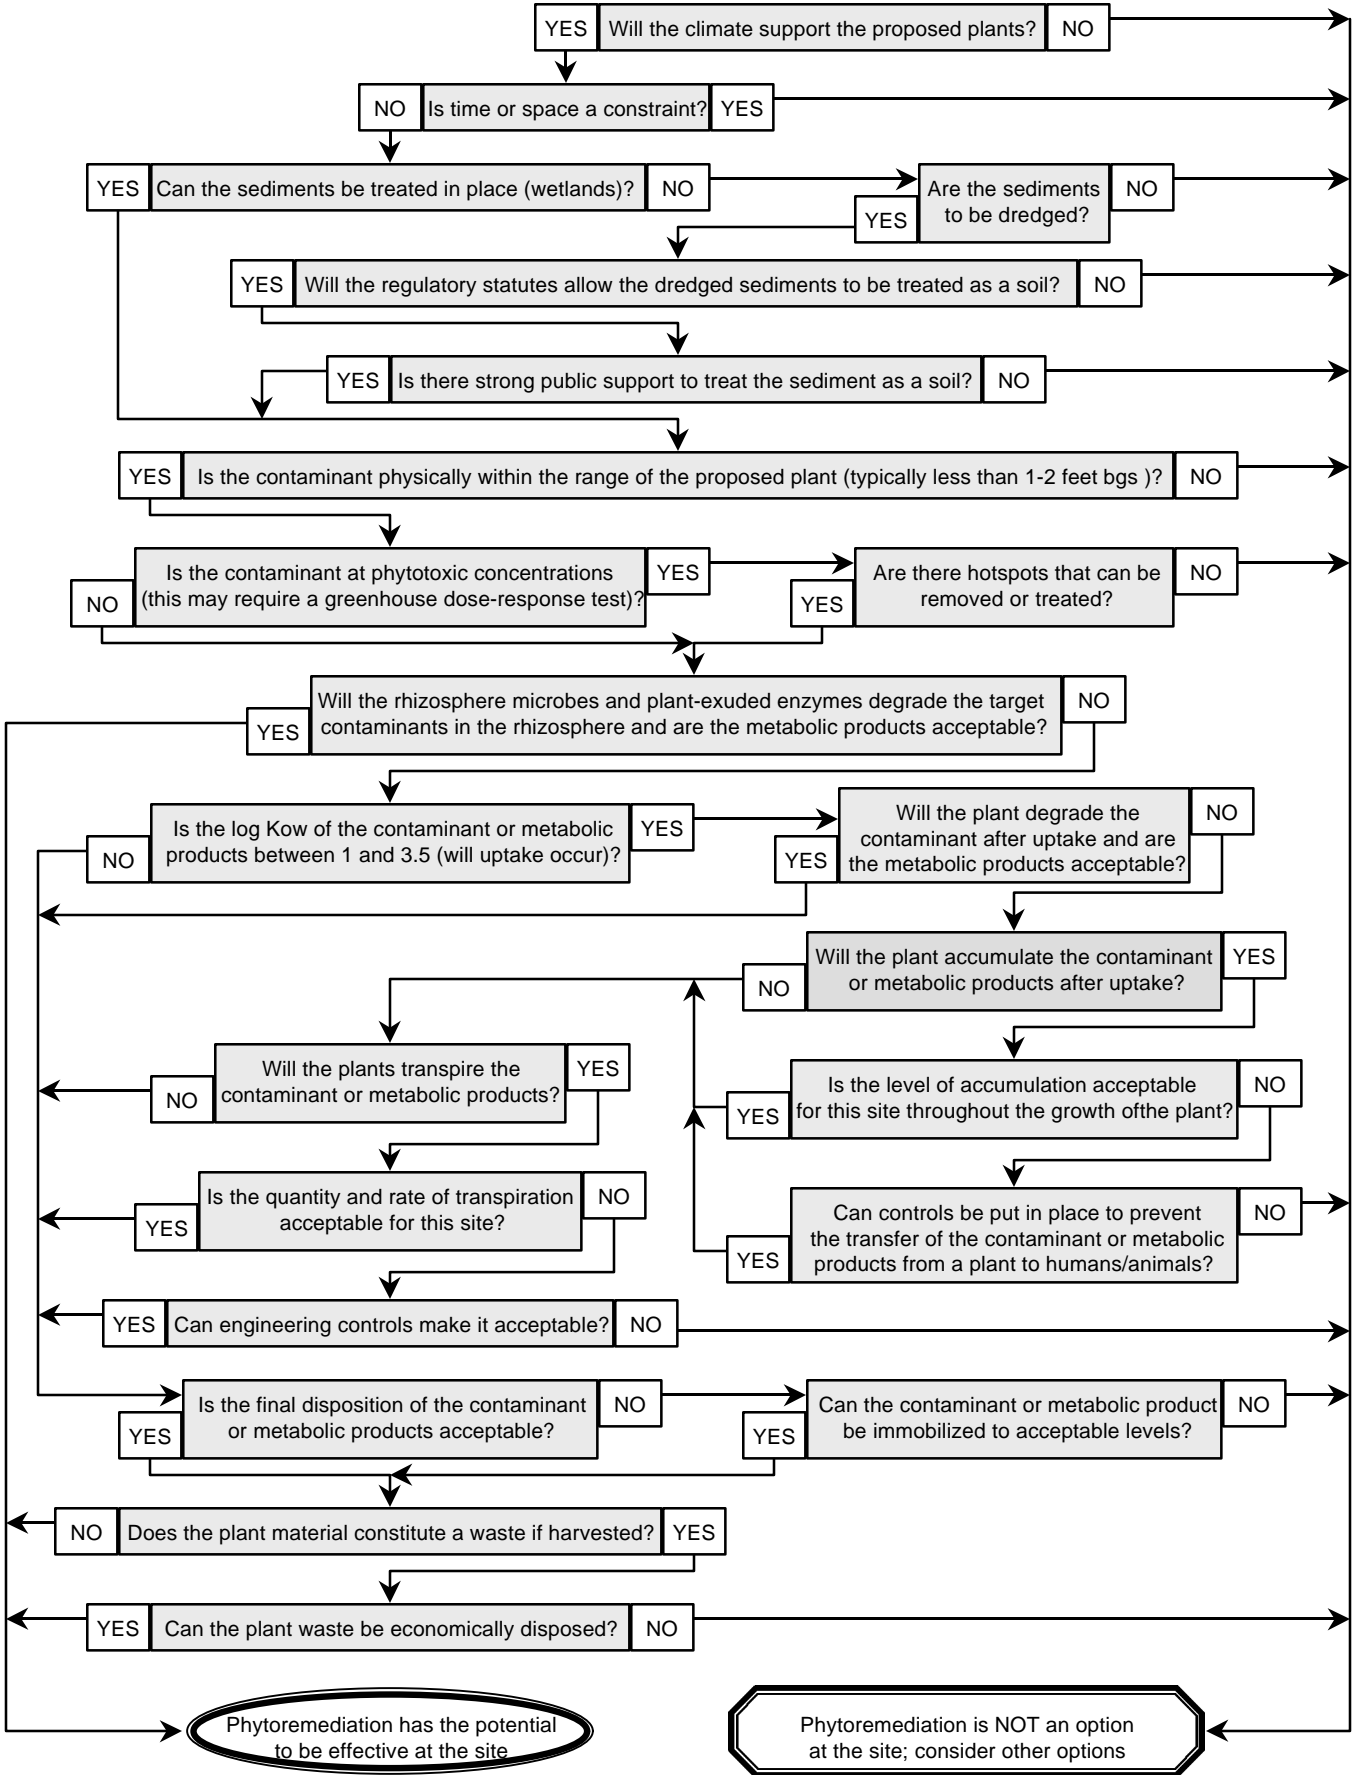 YES Will the climate support the proposed plants? NO
NO Is time or space a constraint? YES
YES Can the sediments be treated in place (wetlands)? NO
Are the sediments NO
YES to be dredged?
YES Will the regulatory statutes allow the dredged sediments to be treated as a soil? NO
YES Is there strong public support to treat the sediment as a soil? NO
YES Is the contaminant physically within the range of the proposed plant (typically less than 1-2 feet bgs )? NO
Is the contaminant at phytotoxic concentrations YES
NO (this may require a greenhouse dose-response test)?
Are there hotspots that can be NO
YES removed or treated?
Will the rhizosphere microbes and plant-exuded enzymes degrade the target NO
YES contaminants in the rhizosphere and are the metabolic products acceptable?
Is the log Kow of the contaminant or metabolic YES
NO products between 1 and 3.5 (will uptake occur)?
Will the plant degrade the NO
contaminant after uptake and are
YES the metabolic products acceptable?
Will the plant accumulate the contaminant YES
NO or metabolic products after uptake?
Will the plants transpire the YES
NO contaminant or metabolic products?
Is the level of accumulation acceptable NO
YES for this site throughout the growth ofthe plant?
Is the quantity and rate of transpiration NO
YES acceptable for this site?
Can controls be put in place to prevent NO
the transfer of the contaminant or metabolic
YES products from a plant to humans/animals?
YES Can engineering controls make it acceptable? NO
Is the final disposition of the contaminant NO
YES or metabolic products acceptable?
Can the contaminant or metabolic product NO
YES be immobilized to acceptable levels?
NO Does the plant material constitute a waste if harvested? YES
YES Can the plant waste be economically disposed? NO
Phytoremediation has the potential
to be effective at the site
Phytoremediation is NOT an option
at the site; consider other options